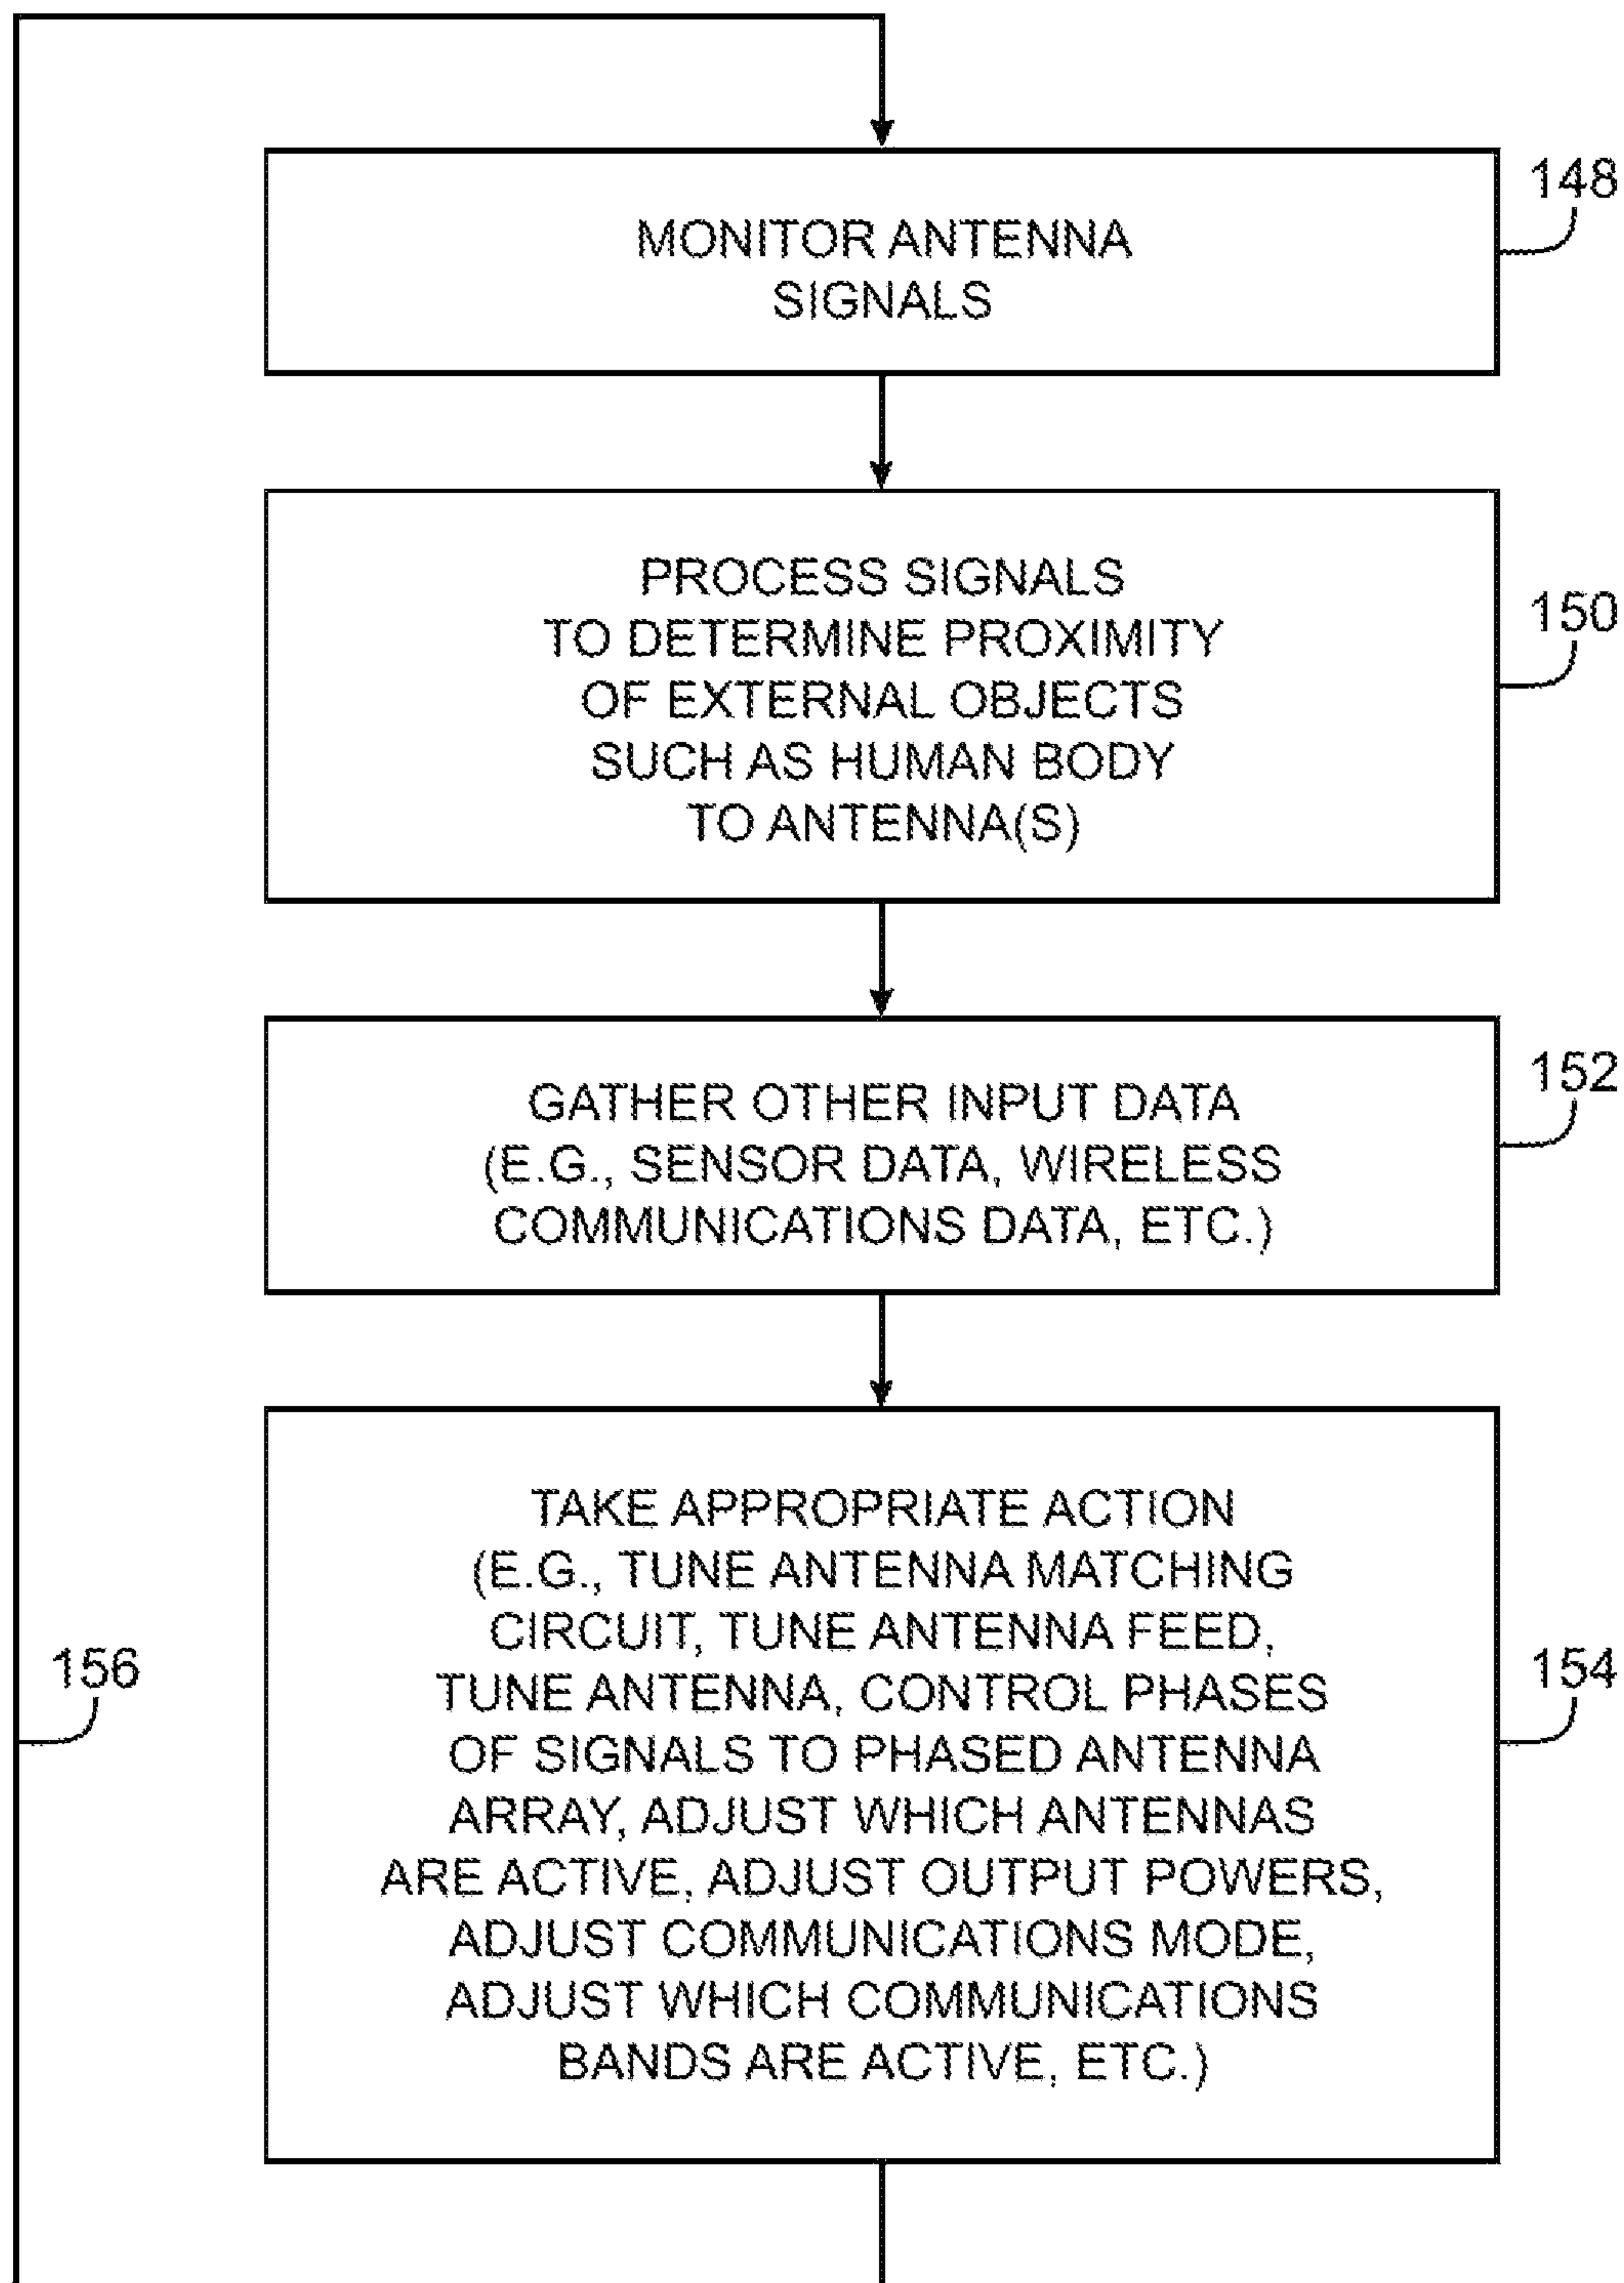 148
MONITOR ANTENNA
SIGNALS
150
PROCESS SIGNALS
TO DETERMINE PROXIMITY
OF EXTERNAL OBJECTS
SUCH AS HUMAN BODY
TO ANTENNA(S)
152
GATHER OTHER INPUT DATA
(E.G., SENSOR DATA, WIRELESS
COMMUNICATIONS DATA, ETC.)
TAKE APPROPRIATE ACTION
(E.G., TUNE ANTENNA MATCHING
CIRCUIT, TUNE ANTENNA FEED,
156
154
TUNE ANTENNA, CONTROL PHASES
OF SIGNALS TO PHASED ANTENNA
ARRAY, ADJUST WHICH ANTENNAS
ARE ACTIVE, ADJUST OUTPUT POWERS,
ADJUST COMMUNICATIONS MODE,
ADJUST WHICH COMMUNICATIONS
BANDS ARE ACTIVE, ETC.)